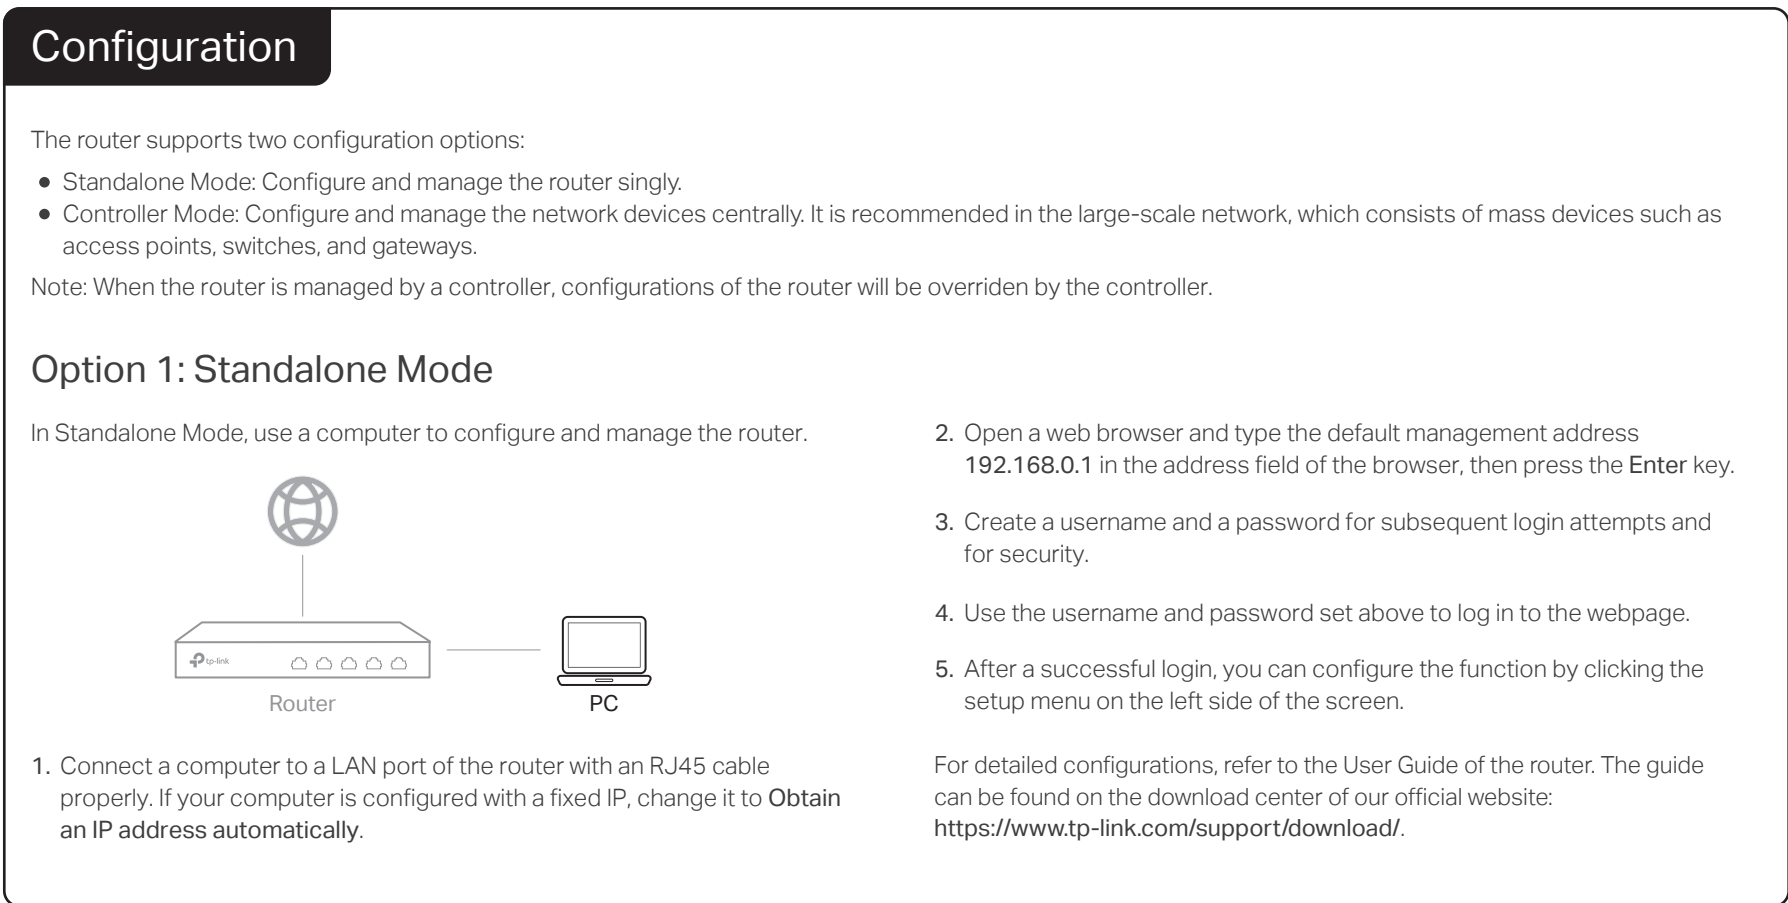 Configuration
The router supports two configuration options:
● Standalone Mode: Configure and manage the router singly.
● Controller Mode: Configure and manage the network devices centrally. It is recommended in the large-scale network, which consists of mass devices such as
access points, switches, and gateways.
Note: When the router is managed by a controller, configurations of the router will be overriden by the controller.
Option 1: Standalone Mode
In Standalone Mode, use a computer to configure and manage the router.
tp-link
Router
PC
1. Connect a computer to a LAN port of the router with an RJ45 cable
properly. If your computer is configured with a fixed IP, change it to Obtain
an IP address automatically.
2. Open a web browser and type the default management address
192.168.0.1 in the address field of the browser, then press the Enter key.
3. Create a username and a password for subsequent login attempts and
for security.
4. Use the username and password set above to log in to the webpage.
5. After a successful login, you can configure the function by clicking the
setup menu on the left side of the screen.
For detailed configurations, refer to the User Guide of the router. The guide
can be found on the download center of our official website:
https://www.tp-link.com/support/download/.